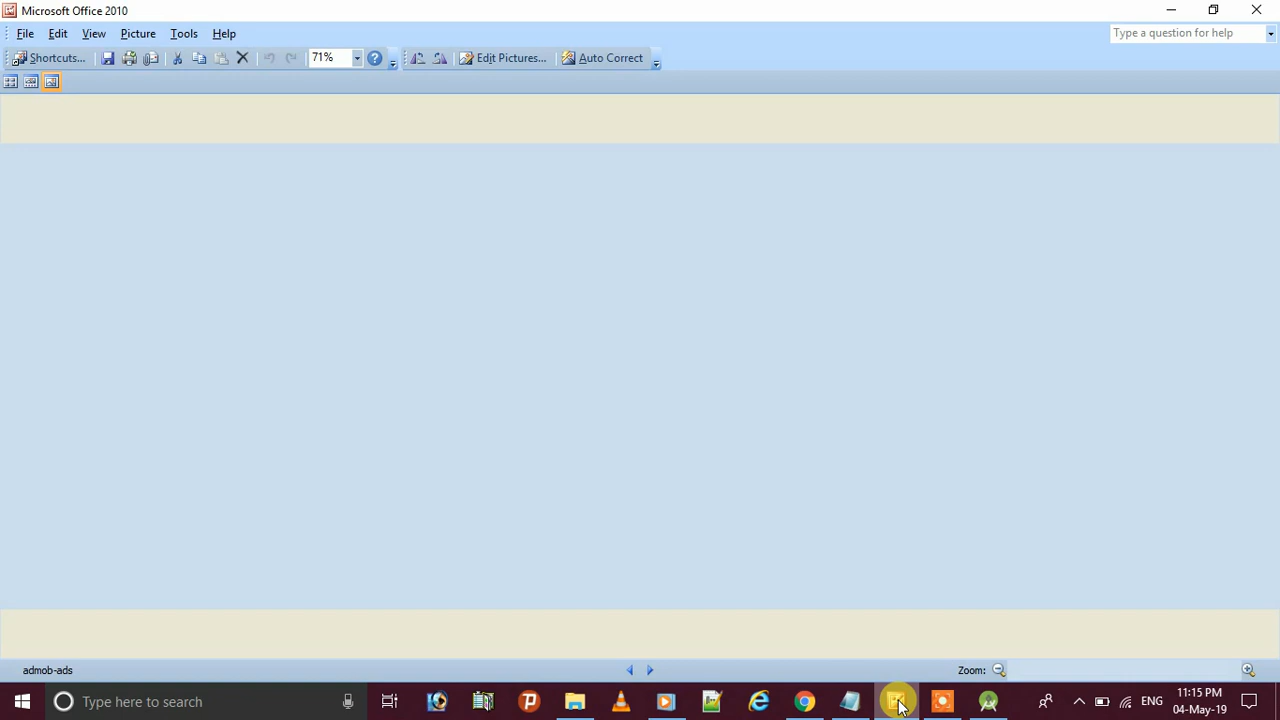 Microsoft Office 2010
File Edit View Picture Tools Help
Type a question for help
Shortcuts... 71% Edit Pictures... Auto Correct
admob-ads
Zoom:
Type here to search
ENG
11:15 PM
04-May-19